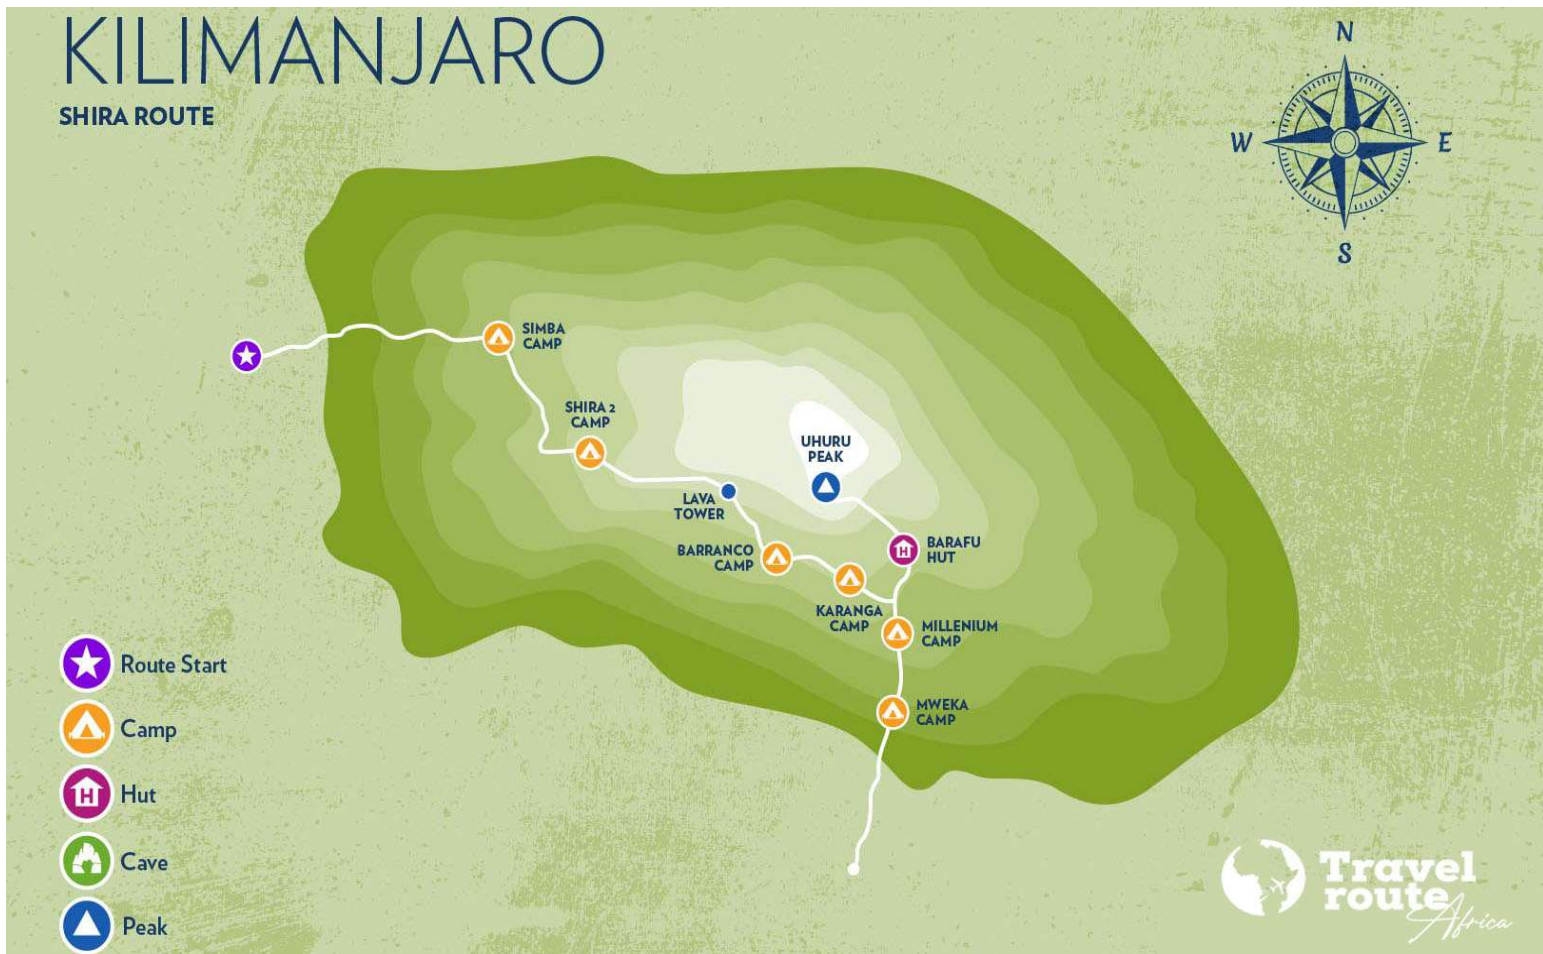 KILIMANJARO
SHIRA ROUTE
N
W
E
S
SIMBA
CAMP
SHIRA 2
CAMP
UHURU
PEAK
LAVA
TOWER
BARRANCO
CAMP
BARAFU
HUT
KARANGA
CAMP
MILLENIUM
CAMP
MWEKA
CAMP
Route Start
Camp
H
Hut
Cave
Peak
H
Travel
route
Africa